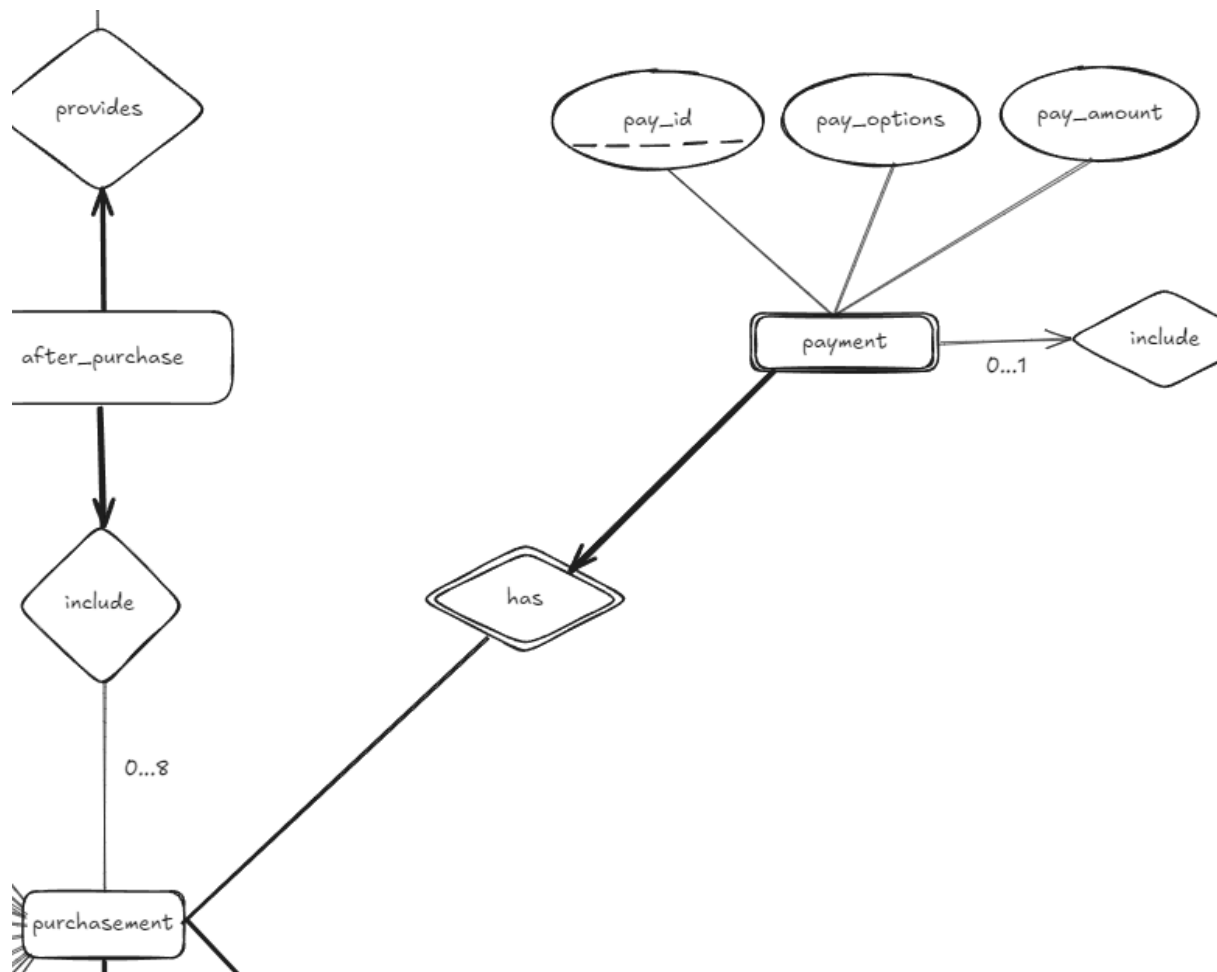 provides
pay_id
pay_options
pay_amount
after_purchase
payment
0...1
include
include
has
0...8
purchasement